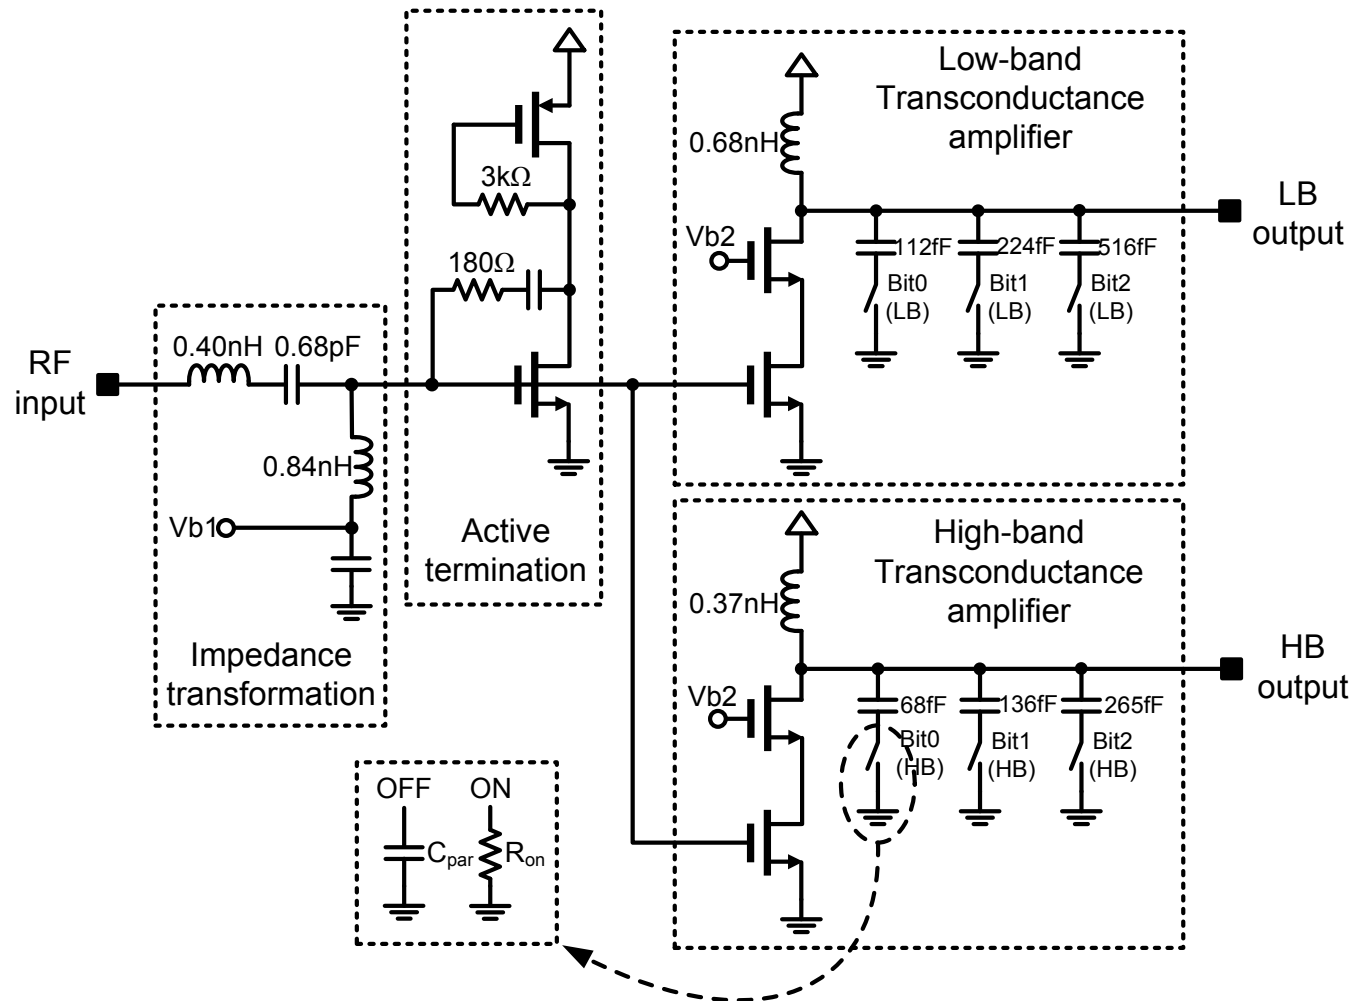 RF
input
0.40nH
0.68pF
0.84nH
Vb1
Impedance
transformation
3kΩ
180Ω
Active
termination
Low-band
Transconductance
amplifier
0.68nH
Vb2
112fF
224fF
516fF
Bit0
(LB)
Bit1
(LB)
Bit2
(LB)
LB
output
High-band
Transconductance
amplifier
0.37nH
Vb2
68fF
136fF
265fF
Bit0
(HB)
Bit1
(HB)
Bit2
(HB)
HB
output
OFF
ON
Cpar
Ron